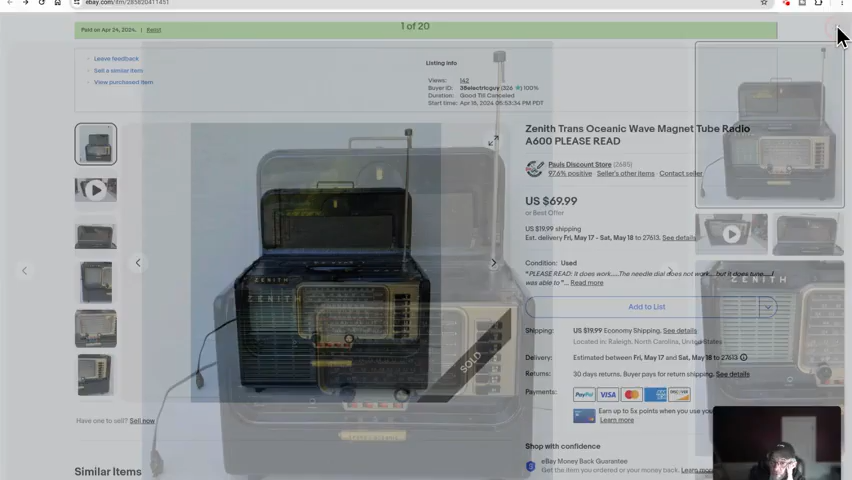 ebay.com/itm/285820411451
1 of 20
Paid on Apr 24, 2024. | Relist
Leave feedback
Sell a similar item
View purchased item
Listing info
Views: 142
Buyer ID: 38electricguy (326 ) 100%
Duration: Good Till Canceled
Start time: Apr 16, 2024 05:53:34 PM PDT
Zenith Trans Oceanic Wave Magnet Tube Radio
A600 PLEASE READ
Pauls Discount Store (2685)
97.6% positive Seller's other items Contact seller
US $69.99
or Best Offer
US $19.99 shipping
Est. delivery Fri, May 17 - Sat, May 18 to 27613 See details
Condition: Used
"PLEASE READ: It does work....The needle dial does not work....but it does tune.....I
was able to" ... Read more
Add to List
SOLD
ZENITH
Shipping: US $19.99 Economy Shipping. See details
Located in: Raleigh, North Carolina, United States
Delivery: Estimated between Fri, May 17 and Sat, May 18 to 27613
Returns: 30 days returns. Buyer pays for return shipping. See details
Payments: PayPal VISA DISCOVER
Earn up to 5x points when you use your
Learn more
Have one to sell? Sell now
Shop with confidence
eBay Money Back Guarantee
Get the item you ordered or your money back. Learn more
Similar Items